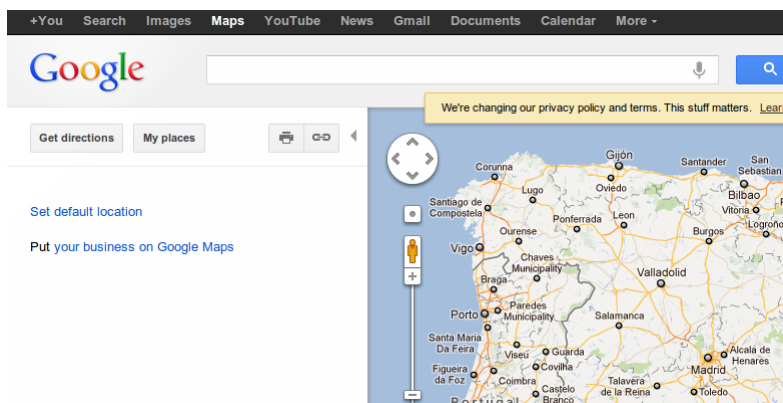 +You Search Images Maps YouTube News Gmail Documents Calendar More
Google
We're changing our privacy policy and terms. This stuff matters.
Get directions My places
Set default location
Put your business on Google Maps
Gijón
Corunna
Santander
San Sebastian
Lugo
Oviedo
Bilbao
Santiago de Compostela
Vitoria
Ponferrada
Leon
Logroño
Ourense
Burgos
Vigo
Chaves Municipality
Braga
Valladolid
Paredes Municipality
Porto
Salamanca
Santa Maria Da Feira
Viseu
Guarda
Alcala de Henares
Covilha
Madrid
Figueira da Foz
Coimbra
Talavera de la Reina
Castelo Branco
Toledo
Portugal